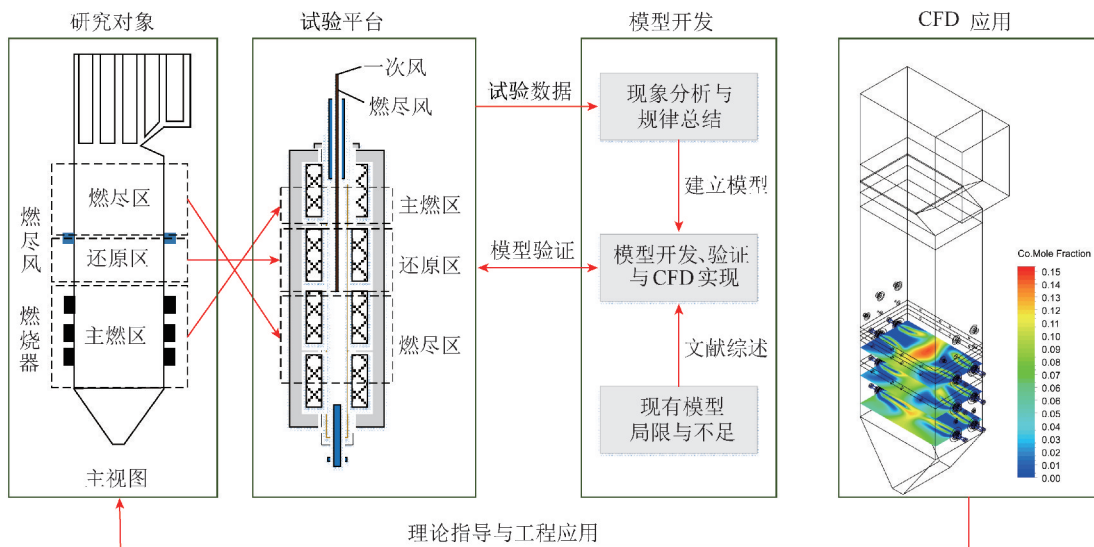 研究对象
燃尽区
燃尽风
还原区
燃烧器
主燃区
主视图
试验平台
一次风
燃尽风
主燃区
还原区
燃尽区
试验数据
模型验证
模型开发
现象分析与
规律总结
建立模型
模型开发、验证
与CFD实现
文献综述
现有模型
局限与不足
CFD 应用
Co.Mole Fraction
0.15
0.14
0.13
0.12
0.11
0.10
0.09
0.08
0.07
0.06
0.05
0.04
0.03
0.02
0.01
0.00
理论指导与工程应用